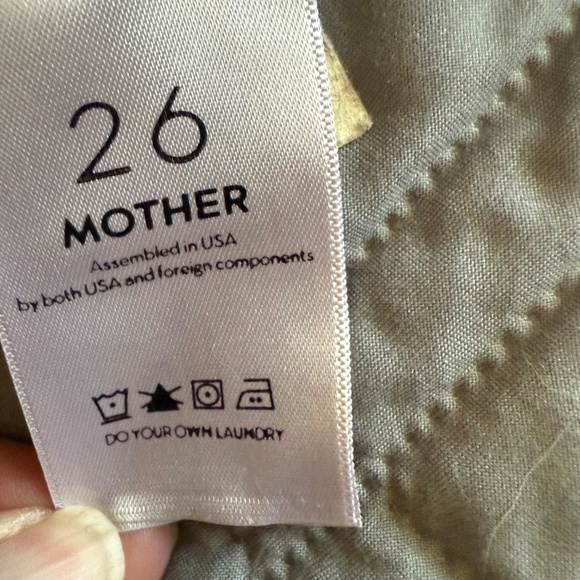 26
MOTHER
Assembled in USA
by both USA and foreign components
DO YOUR OWN LAUNDRY